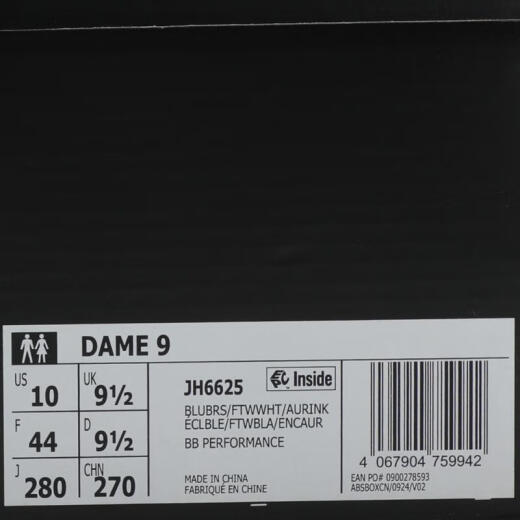 DAME 9
US 10 UK 9½
F 44 D 9½
J 280 CHN 270
JH6625 Inside
BLUBRS/FTWWHT/AURINK
ECLBLE/FTWBLA/ENCAUR
BB PERFORMANCE
MADE IN CHINA
FABRIQUÉ EN CHINE
4 067904 759942
EAN PO# 0900278593
ABSBOXCN/0924/V02